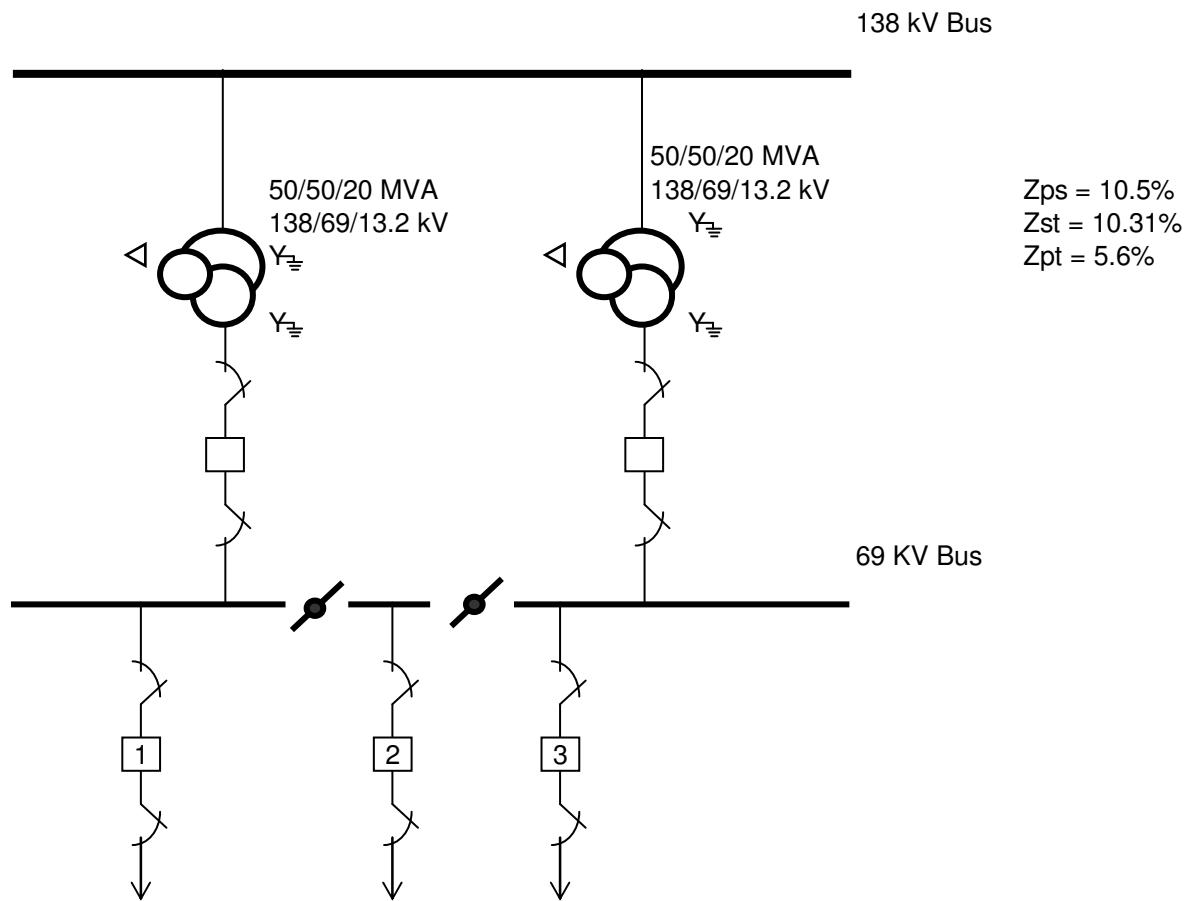 138 kV Bus
50/50/20 MVA
138/69/13.2 kV
Y
Y
50/50/20 MVA
138/69/13.2 kV
Y
Y
Zps = 10.5%
Zst = 10.31%
Zpt = 5.6%
69 KV Bus
1
2
3